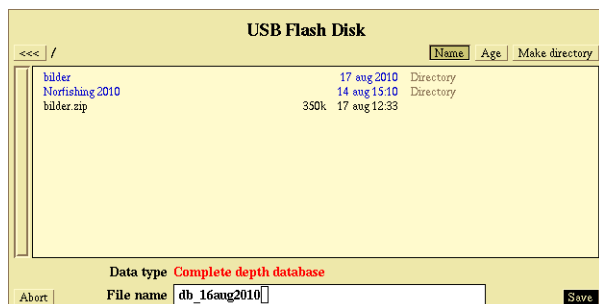 USB Flash Disk
<<< / Name Age Make directory
bilder 17 aug 2010 Directory
Norfishing 2010 14 aug 15:10 Directory
bilder.zip 350k 17 aug 12:33
Data type Complete depth database
Abort File name db_16aug2010 Save